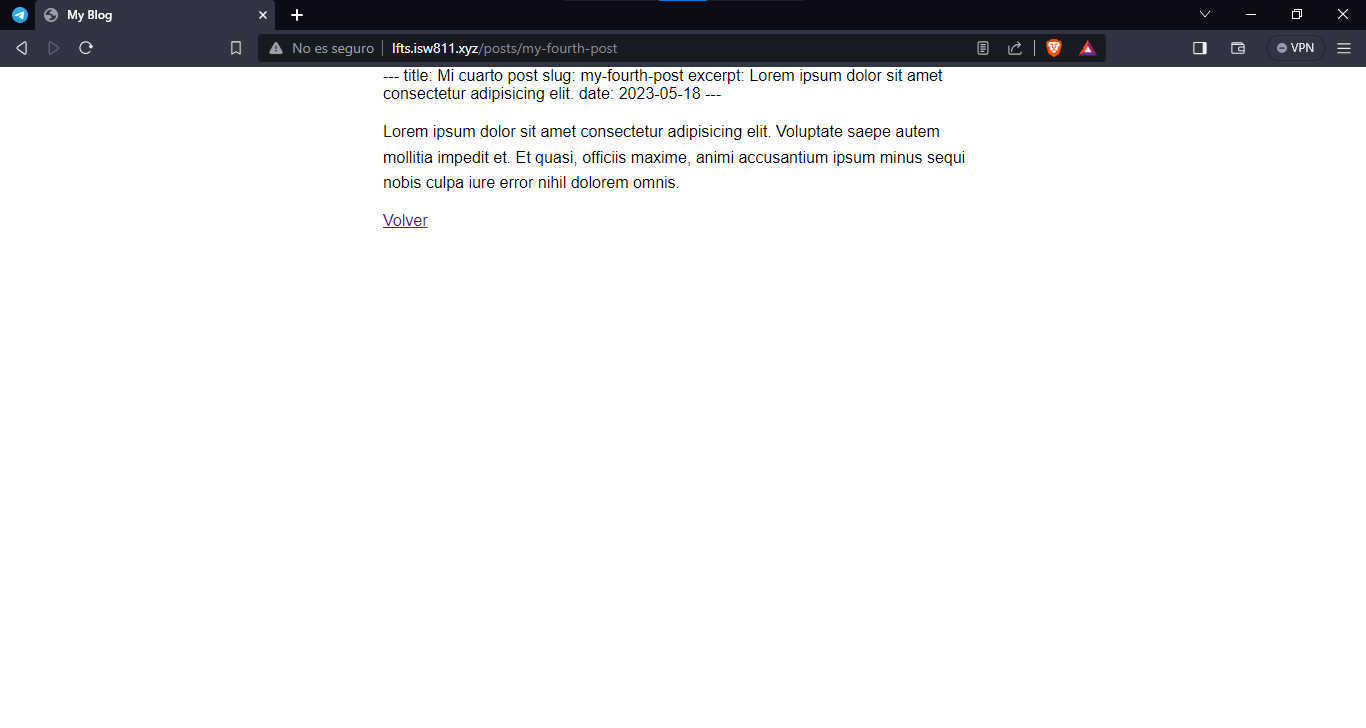 My Blog
No es seguro
lfts.isw811.xyz/posts/my-fourth-post
VPN
--- title: Mi cuarto post slug: my-fourth-post excerpt: Lorem ipsum dolor sit amet
consectetur adipisicing elit. date: 2023-05-18 ---
Lorem ipsum dolor sit amet consectetur adipisicing elit. Voluptate saepe autem
mollitia impedit et. Et quasi, officiis maxime, animi accusantium ipsum minus sequi
nobis culpa iure error nihil dolorem omnis.
Volver